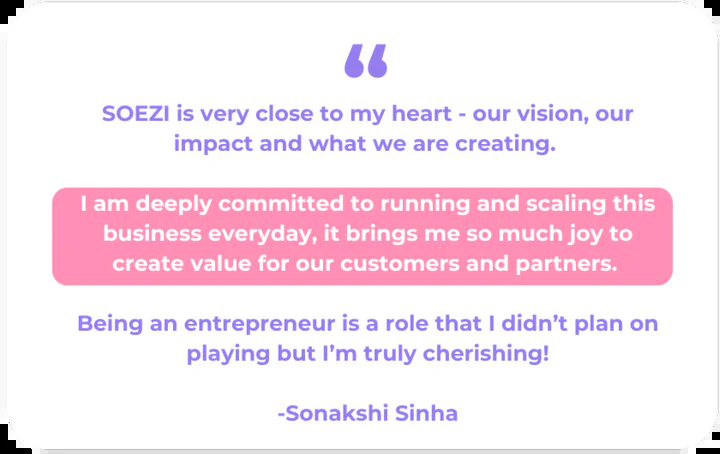 “
SOEZI is very close to my heart - our vision, our
impact and what we are creating.
I am deeply committed to running and scaling this
business everyday, it brings me so much joy to
create value for our customers and partners.
Being an entrepreneur is a role that I didn’t plan on
playing but I’m truly cherishing!
-Sonakshi Sinha